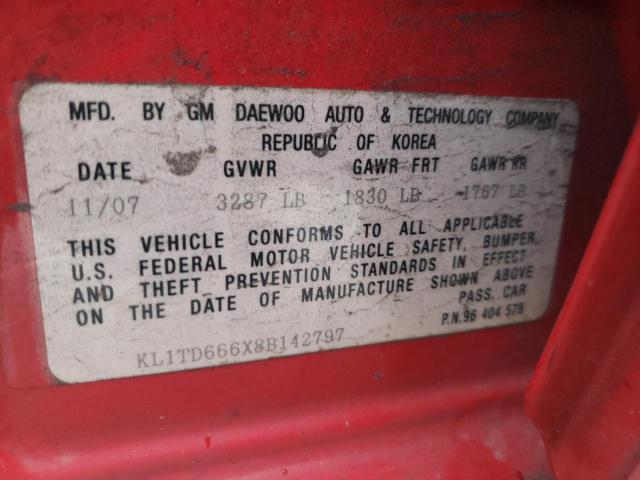 MFD. BY GM DAEWOO AUTO & TECHNOLOGY COMPANY
REPUBLIC OF KOREA
DATE GVWR GAWR FRT GAWR RR
11/07 3287 LB 1830 LB 1767 LB
THIS VEHICLE CONFORMS TO ALL APPLICABLE
U.S. FEDERAL MOTOR VEHICLE SAFETY, BUMPER,
AND THEFT PREVENTION STANDARDS IN EFFECT
ON THE DATE OF MANUFACTURE SHOWN ABOVE
PASS. CAR
P.N.96 404 578
KL1TD666X8B142797